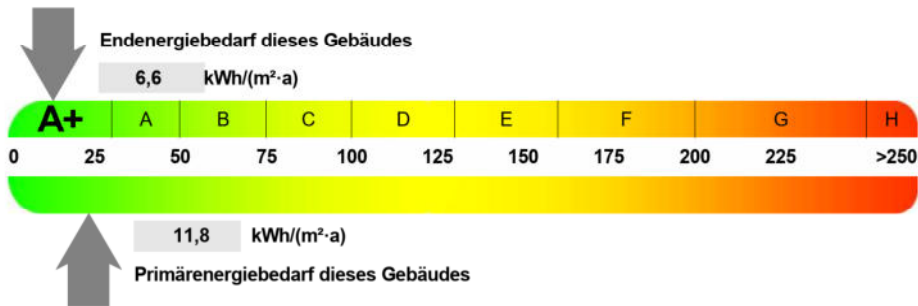 Endenergiebedarf dieses Gebäudes
6,6 kWh/(m²·a)
A+ A B C D E F G H
0 25 50 75 100 125 150 175 200 225 >250
11,8 kWh/(m²·a)
Primärenergiebedarf dieses Gebäudes